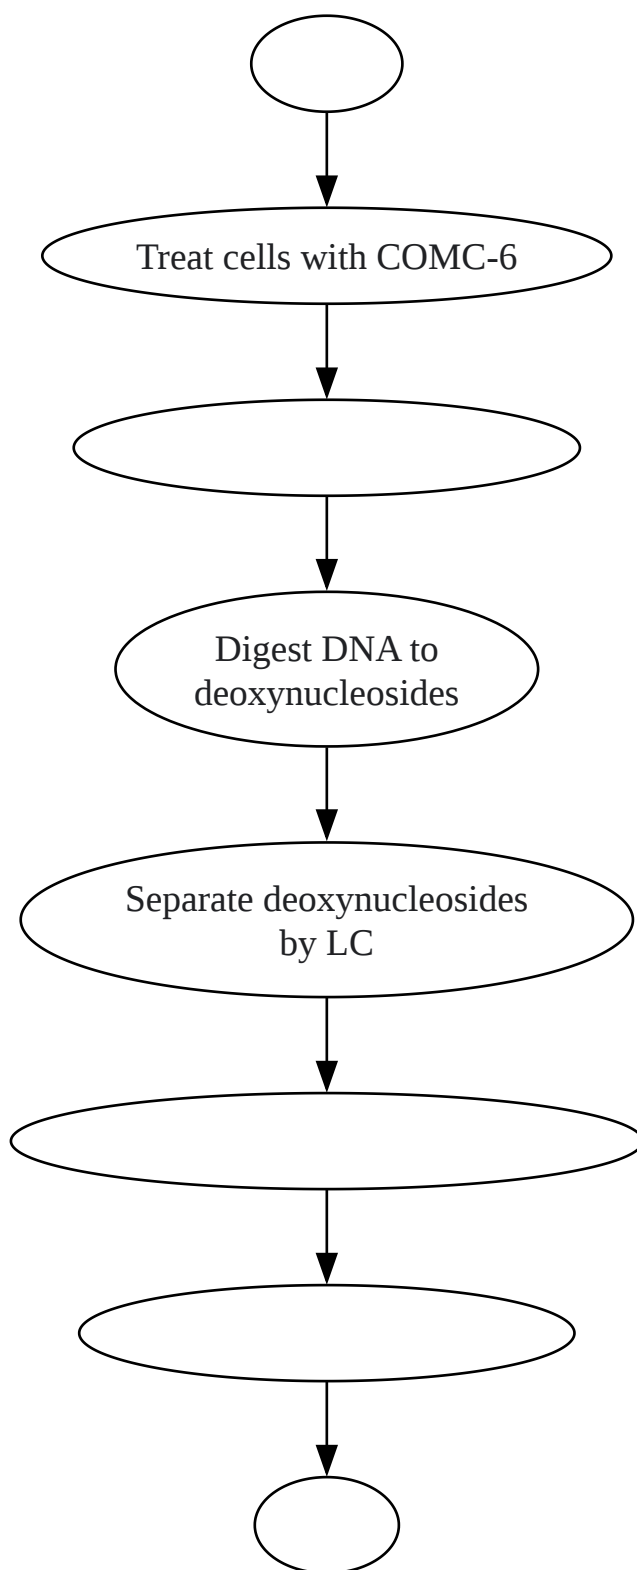 Treat cells with COMC-6
Digest DNA to
deoxynucleosides
Separate deoxynucleosides
by LC